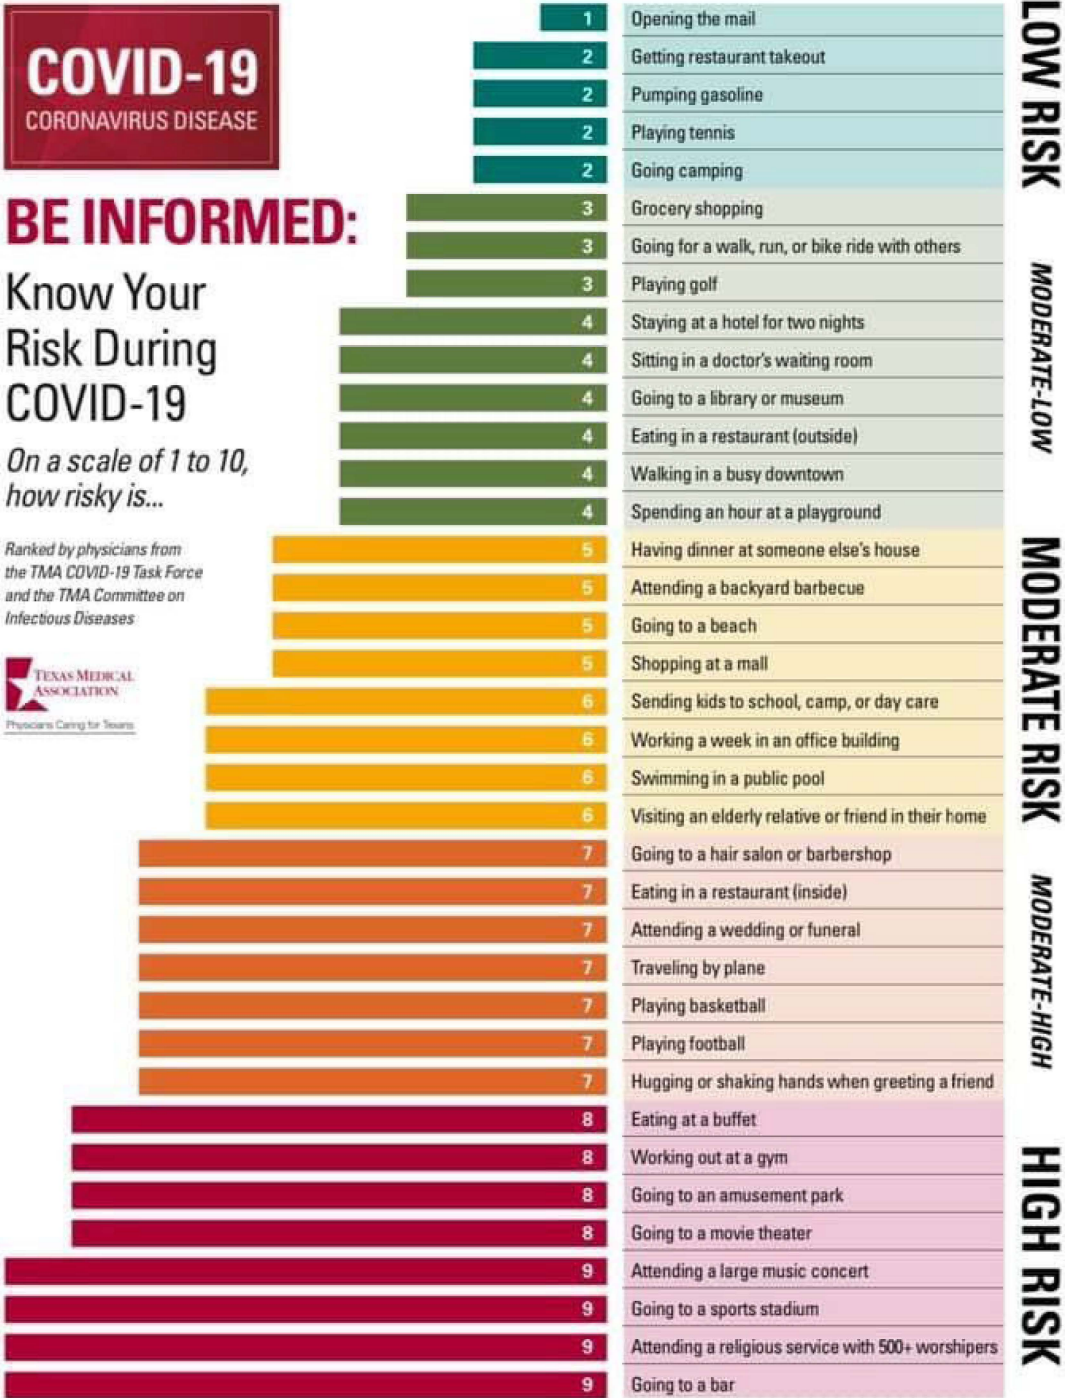 COVID-19
CORONAVIRUS DISEASE
BE INFORMED:
Know Your
Risk During
COVID-19
On a scale of 1 to 10,
how risky is...
Ranked by physicians from
the TMA COVID-19 Task Force
and the TMA Committee on
Infectious Diseases
TEXAS MEDICAL
ASSOCIATION
Physicians Caring for Texans
1 Opening the mail
2 Getting restaurant takeout
2 Pumping gasoline
2 Playing tennis
2 Going camping
3 Grocery shopping
3 Going for a walk, run, or bike ride with others
3 Playing golf
4 Staying at a hotel for two nights
4 Sitting in a doctor's waiting room
4 Going to a library or museum
4 Eating in a restaurant (outside)
4 Walking in a busy downtown
4 Spending an hour at a playground
5 Having dinner at someone else's house
5 Attending a backyard barbecue
5 Going to a beach
5 Shopping at a mall
6 Sending kids to school, camp, or day care
6 Working a week in an office building
6 Swimming in a public pool
6 Visiting an elderly relative or friend in their home
7 Going to a hair salon or barbershop
7 Eating in a restaurant (inside)
7 Attending a wedding or funeral
7 Traveling by plane
7 Playing basketball
7 Playing football
7 Hugging or shaking hands when greeting a friend
8 Eating at a buffet
8 Working out at a gym
8 Going to an amusement park
8 Going to a movie theater
9 Attending a large music concert
9 Going to a sports stadium
9 Attending a religious service with 500+ worshipers
9 Going to a bar
LOW RISK
MODERATE-LOW
MODERATE RISK
MODERATE-HIGH
HIGH RISK